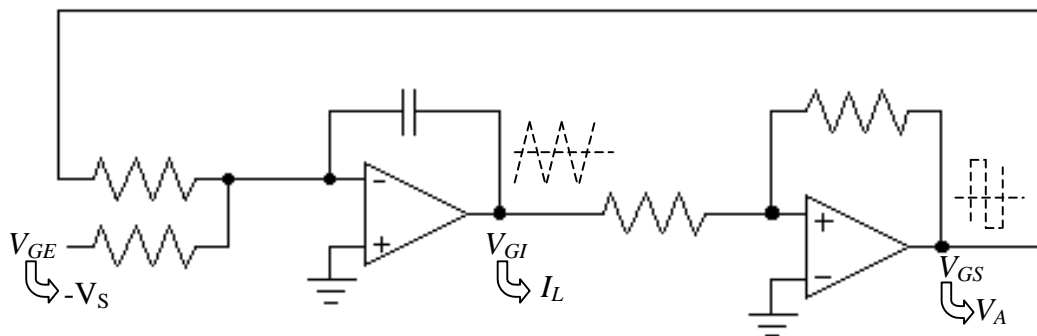 -
+
+
-
V_GE
-V_S
V_GI
I_L
V_GS
V_A